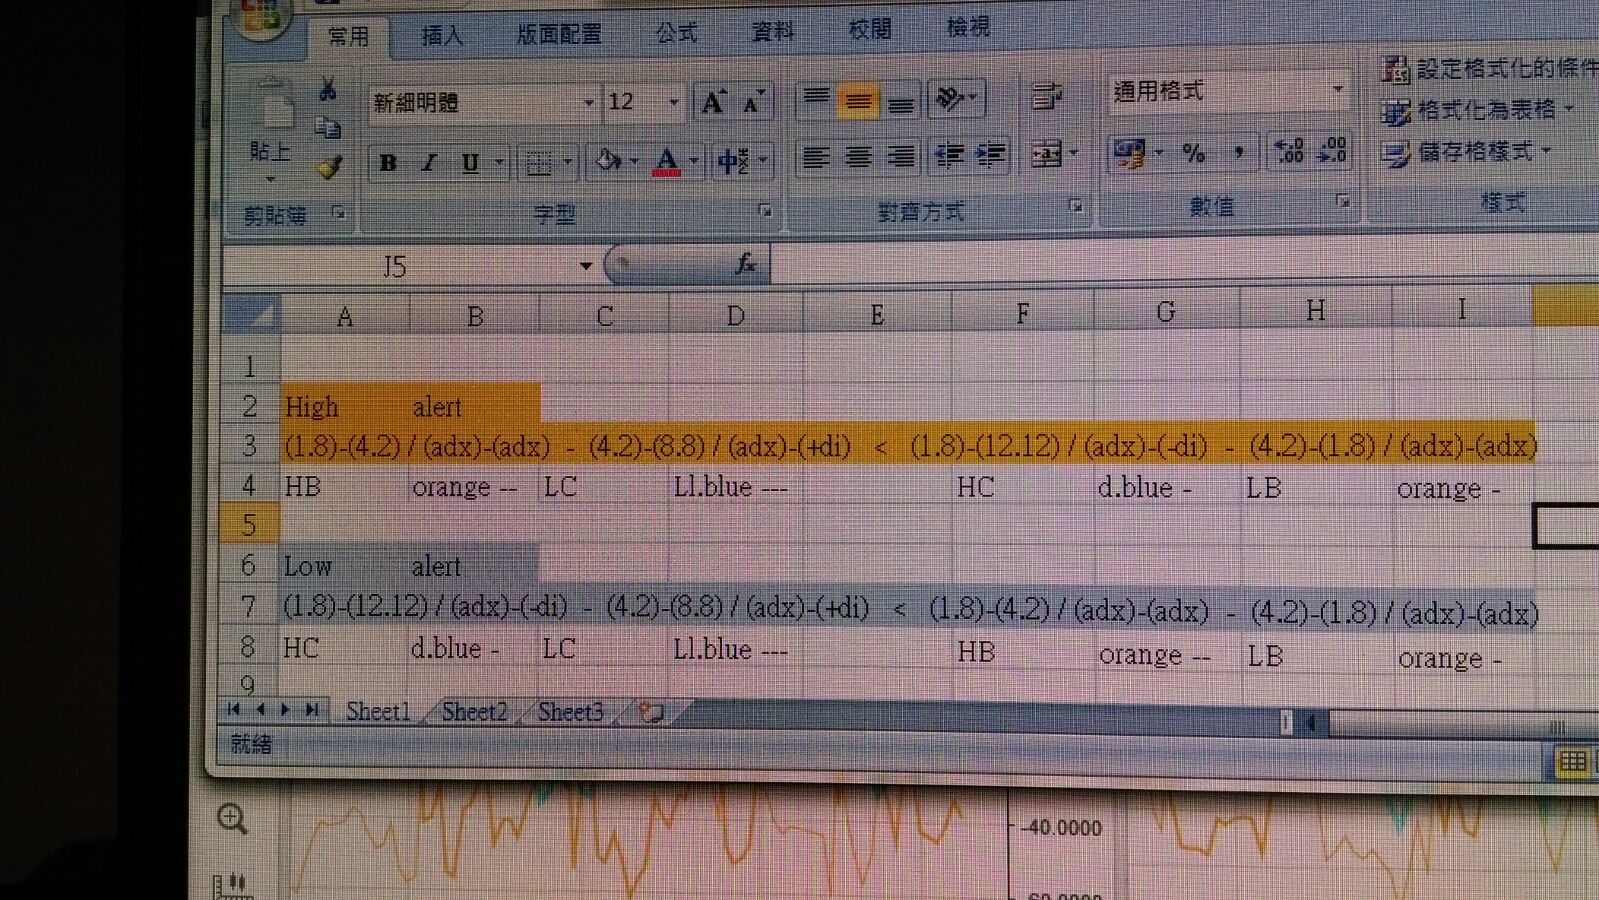 常用 插入 版面配置 公式 資料 校閱 檢視
新細明體 12 通用格式 設定格式化的條件
格式化為表格
貼上 B I U A 中 % , .00 .00 儲存格樣式
剪貼簿 字型 對齊方式 數值 樣式
J5 fx
A B C D E F G H I
1
2 High alert
3 (1.8)-(4.2) / (adx)-(adx) - (4.2)-(8.8) / (adx)-(+di) < (1.8)-(12.12) / (adx)-(-di) - (4.2)-(1.8) / (adx)-(adx)
4 HB orange -- LC Ll.blue --- HC d.blue - LB orange -
5
6 Low alert
7 (1.8)-(12.12) / (adx)-(-di) - (4.2)-(8.8) / (adx)-(+di) < (1.8)-(4.2) / (adx)-(adx) - (4.2)-(1.8) / (adx)-(adx)
8 HC d.blue - LC Ll.blue --- HB orange -- LB orange -
9
Sheet1 Sheet2 Sheet3
就緒
-40.0000